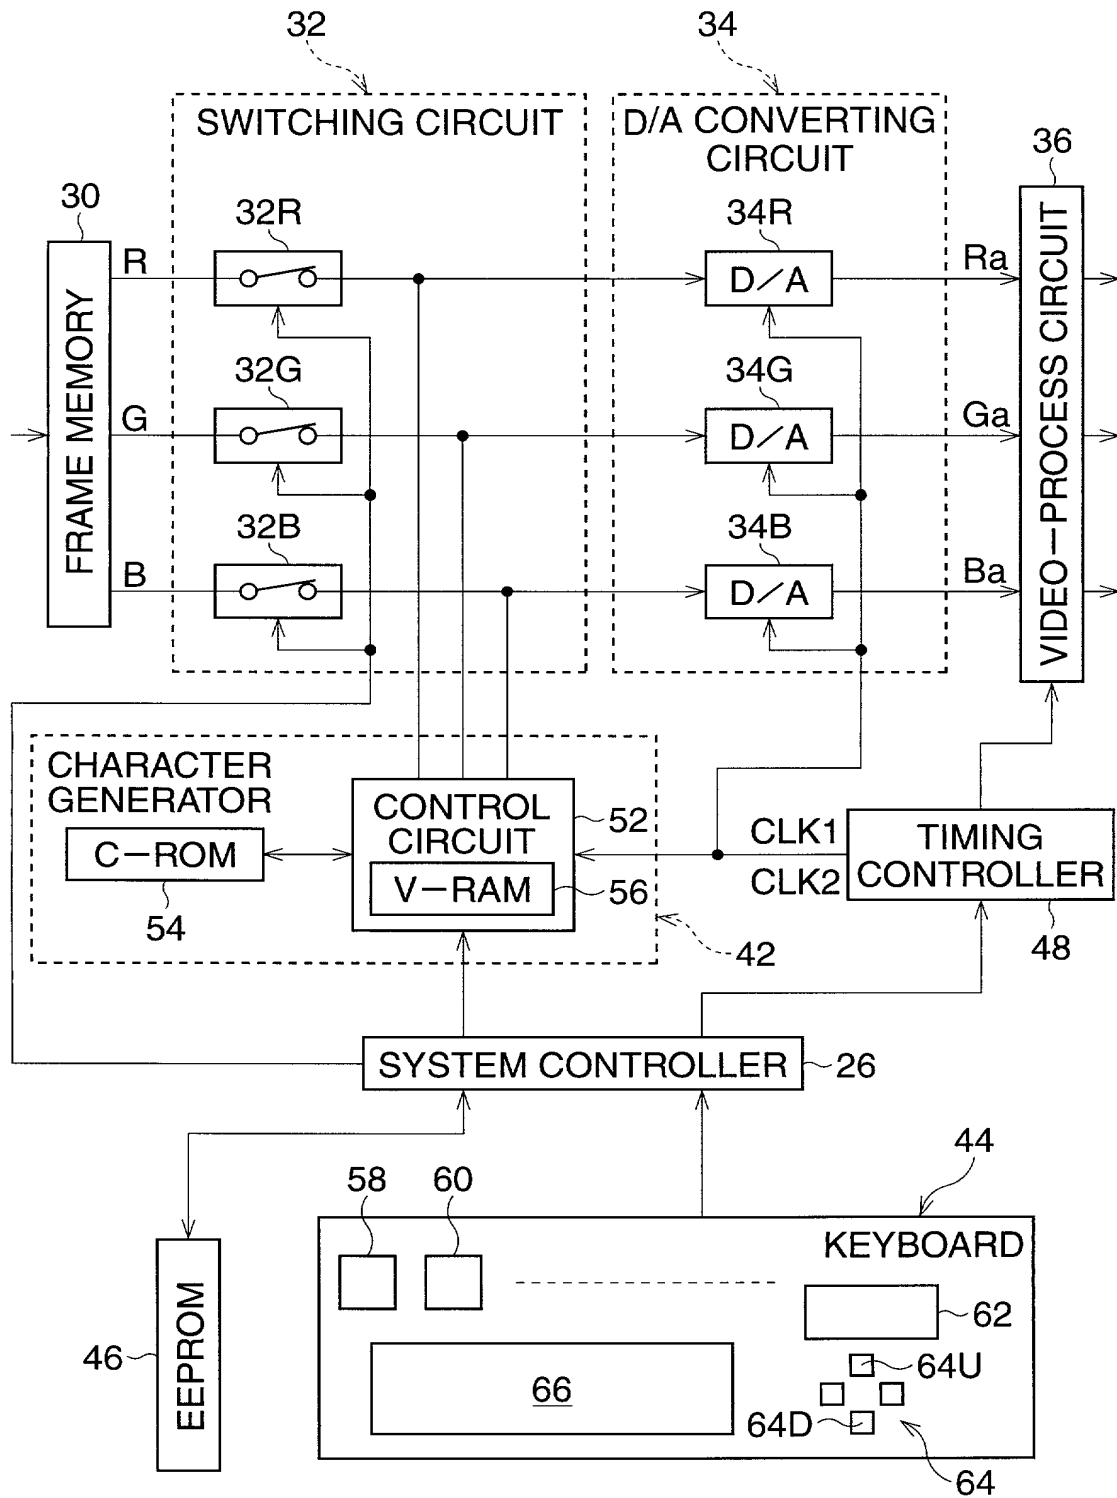 32
34
SWITCHING CIRCUIT
D/A CONVERTING
CIRCUIT
36
30
32R
34R
R
Ra
D/A
FRAME MEMORY
VIDEO-PROCESS CIRCUIT
32G
34G
G
Ga
D/A
32B
34B
B
Ba
D/A
CHARACTER
GENERATOR
CONTROL
CIRCUIT
52
CLK1
TIMING
CONTROLLER
C-ROM
V-RAM
56
CLK2
54
42
48
SYSTEM CONTROLLER
26
44
58
60
KEYBOARD
62
46
EEPROM
66
64U
64D
64